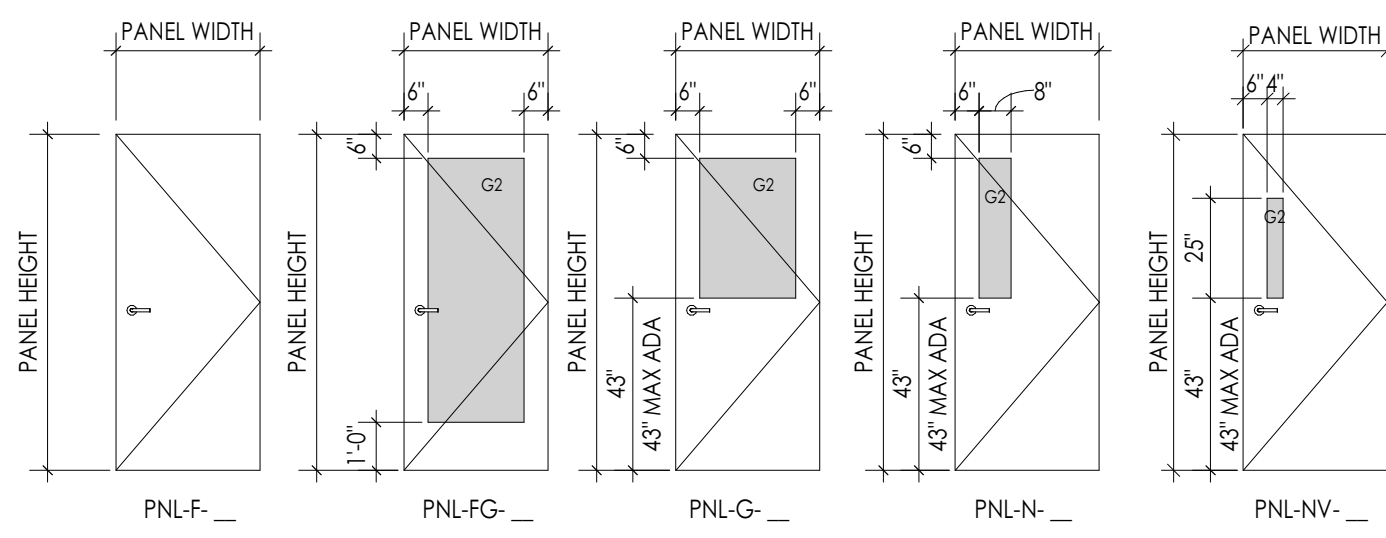 PANEL WIDTH
PANEL HEIGHT
PNL-F- __
PANEL WIDTH
6"
6"
6"
G2
PANEL HEIGHT
1'-0"
PNL-FG- __
PANEL WIDTH
6"
6"
6"
G2
PANEL HEIGHT
43"
43" MAX ADA
PNL-G- __
PANEL WIDTH
6"
8"
6"
G2
PANEL HEIGHT
43"
43" MAX ADA
PNL-N- __
PANEL WIDTH
6"
4"
G2
25"
PANEL HEIGHT
43"
43" MAX ADA
PNL-NV- __